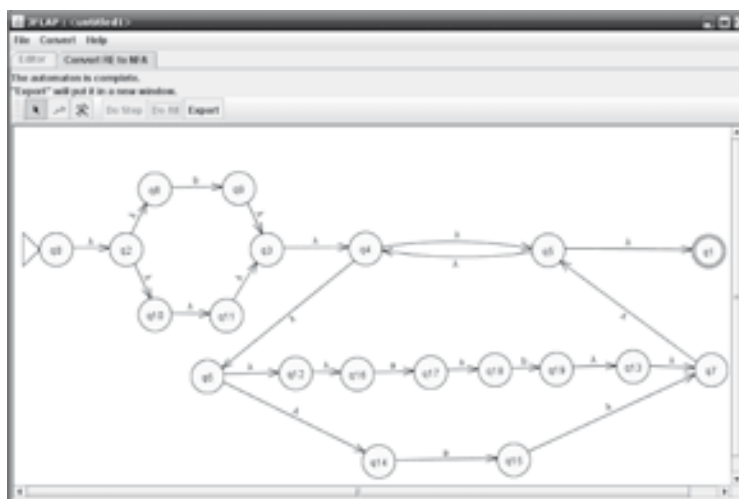 JFLAP : <untitled1>
File Convert Help
Editor Convert RE to NFA
The automaton is complete.
"Export" will put it in a new window.
Do Step Do All Export
q8 b q9
q0 λ q2 q3 λ q4 λ q5 λ q1
λ
q10 λ q11
q6 λ q12 λ q16 a q17 λ q18 b q19 λ q13 λ q7
q14 a q15